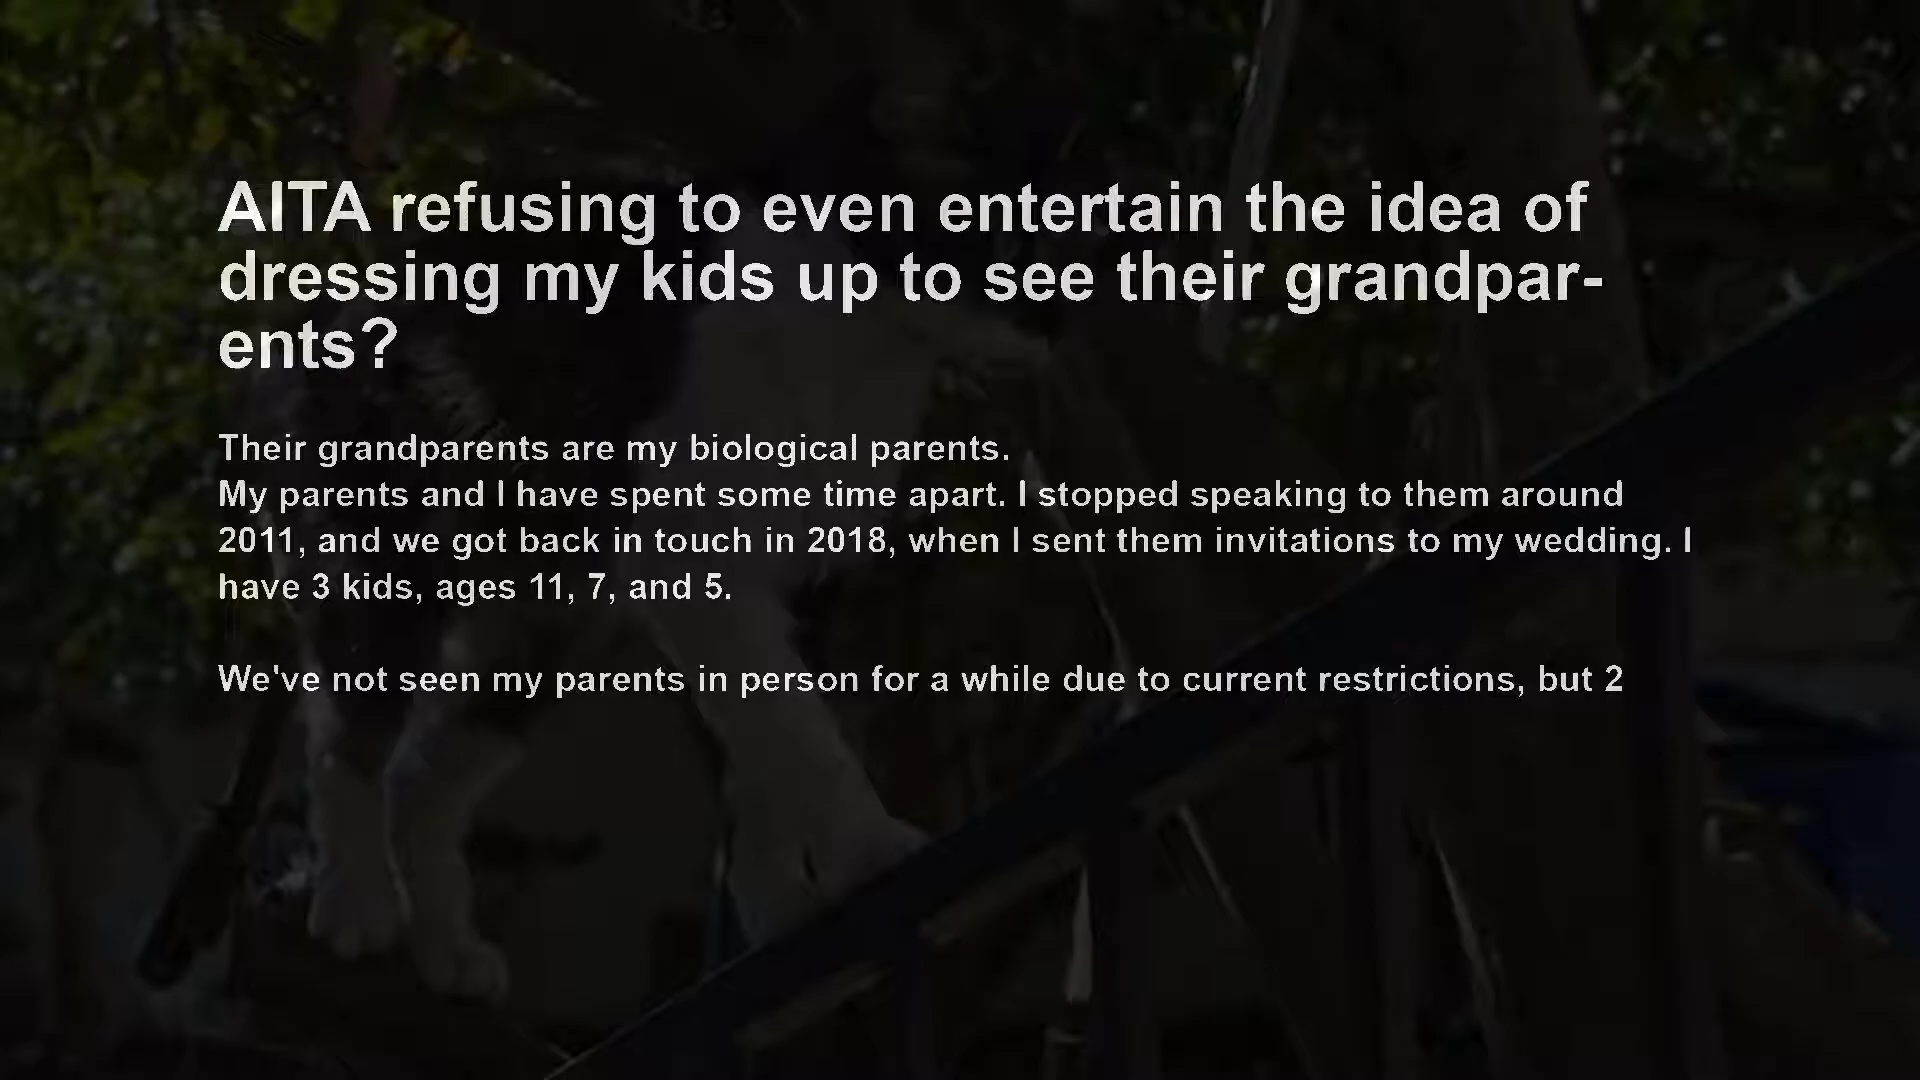 AITA refusing to even entertain the idea of
dressing my kids up to see their grandpar-
ents?
Their grandparents are my biological parents.
My parents and I have spent some time apart. I stopped speaking to them around
2011, and we got back in touch in 2018, when I sent them invitations to my wedding. I
have 3 kids, ages 11, 7, and 5.
We've not seen my parents in person for a while due to current restrictions, but 2